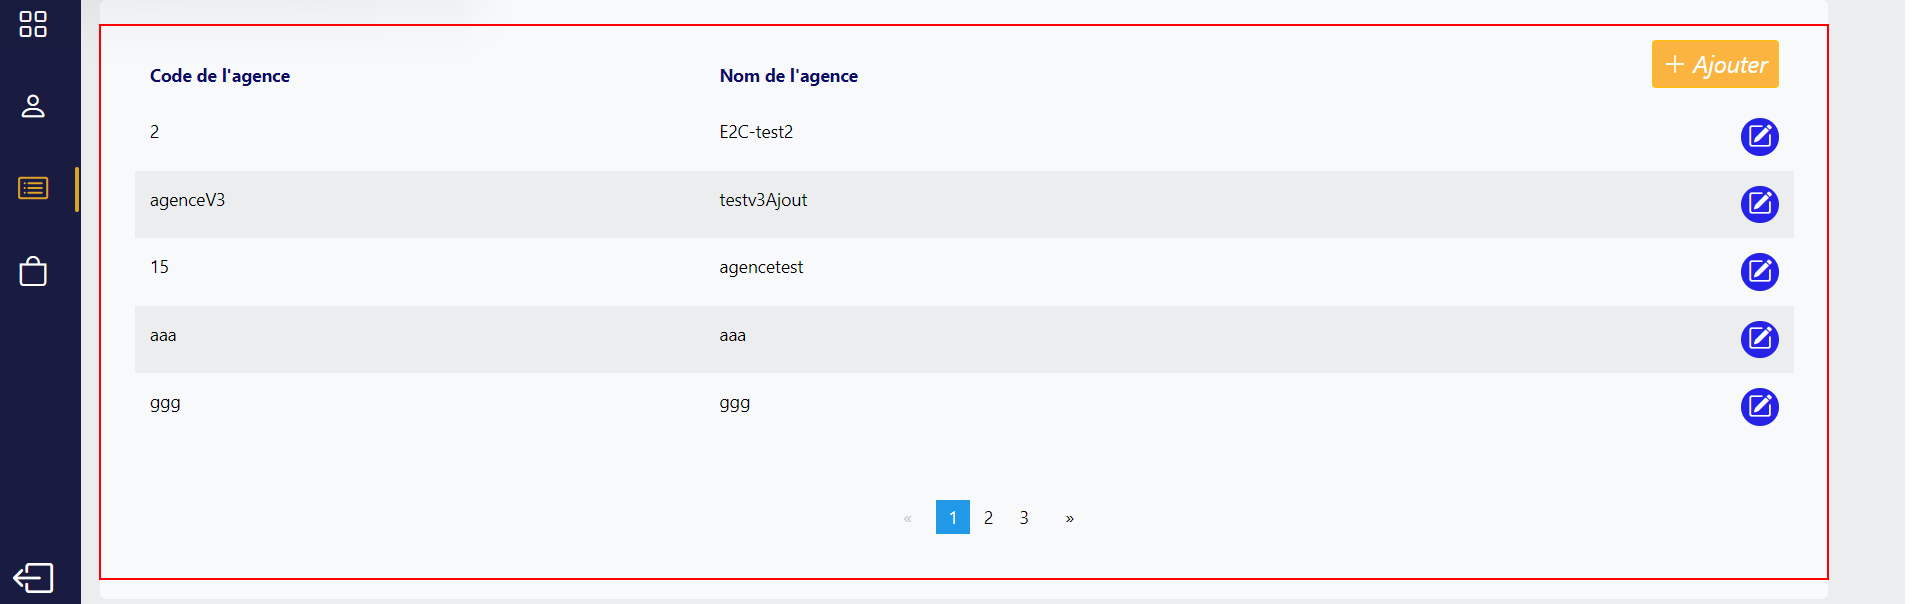 Code de l'agence Nom de l'agence + Ajouter
2 E2C-test2
agenceV3 testv3Ajout
15 agencetest
aaa aaa
ggg ggg
« 1 2 3 »